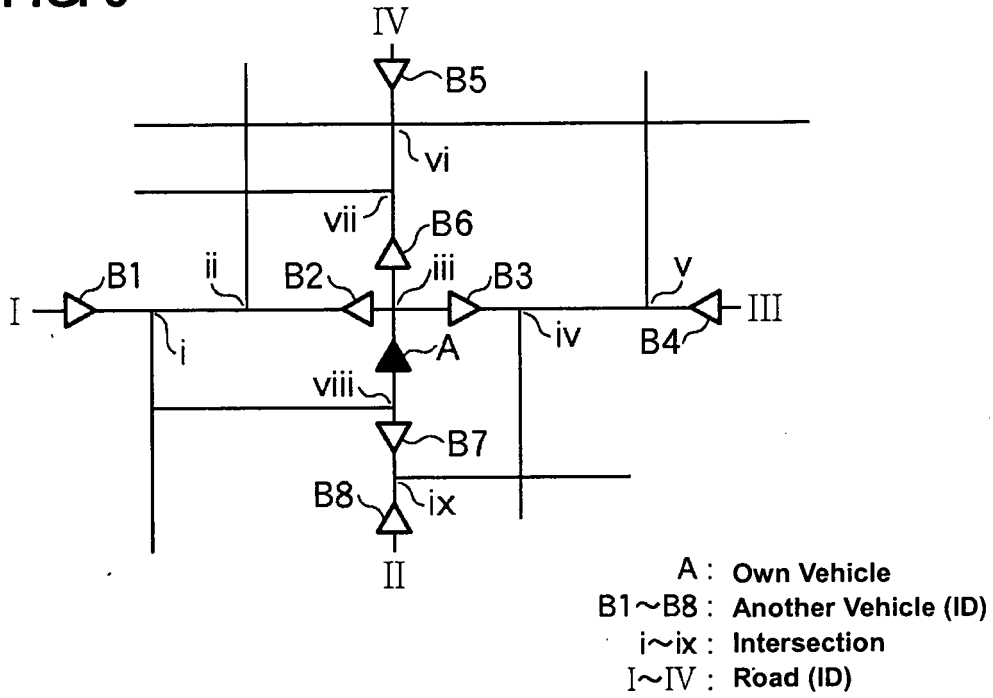 IV
B5
vi
vii
B6
ii
iii
v
B1
B2
B3
I
III
i
iv
B4
A
viii
B7
B8
ix
II
A : Own Vehicle
B1~B8 : Another Vehicle (ID)
i~ix : Intersection
I~IV : Road (ID)